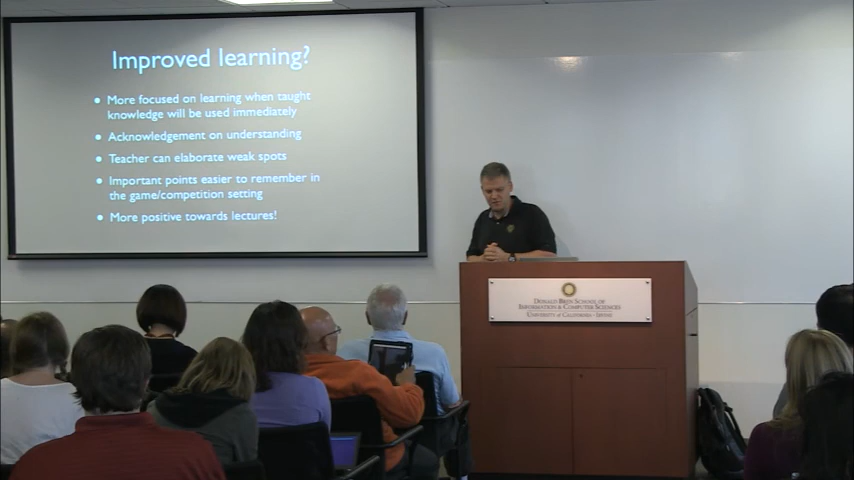 Improved learning?
• More focused on learning when taught
knowledge will be used immediately
• Acknowledgement on understanding
• Teacher can elaborate weak spots
• Important points easier to remember in
the game/competition setting
• More positive towards lectures!
Donald Bren School of
Information & Computer Sciences
University of California • Irvine